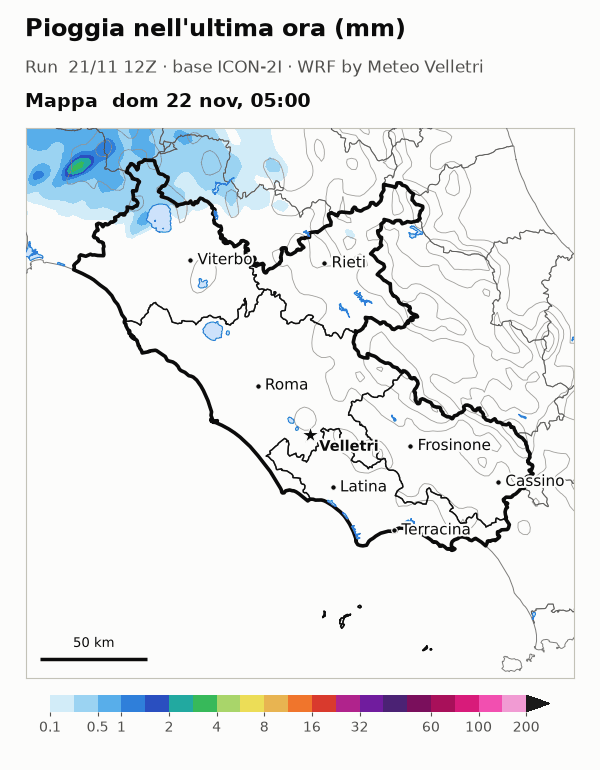 Pioggia nell'ultima ora (mm)
Run  21/11 12Z · base ICON-2I · WRF by Meteo Velletri
Mappa  dom 22 nov, 05:00
Viterbo
Rieti
Roma
Velletri
Frosinone
Latina
Cassino
Terracina
50 km
0.1 0.5 1 2 4 8 16 32 60 100 200